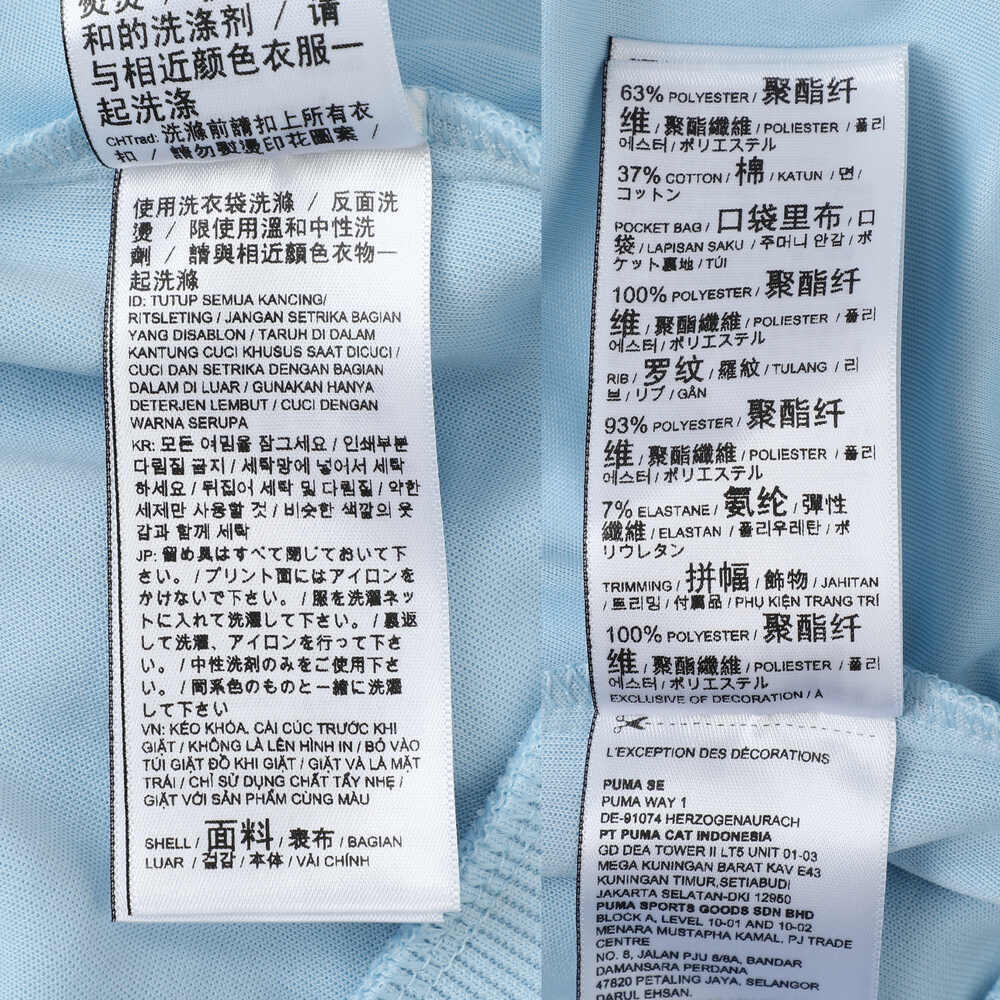 和的洗涤剂 / 请
与相近颜色衣服一
起洗涤
CHTrad: 洗滌前請扣上所有衣
扣 / 請勿熨燙印花圖案 /
使用洗衣袋洗滌 / 反面洗
燙 / 限使用溫和中性洗
劑 / 請與相近顏色衣物一
起洗滌
ID: TUTUP SEMUA KANCING/
RITSLETING / JANGAN SETRIKA BAGIAN
YANG DISABLON / TARUH DI DALAM
KANTUNG CUCI KHUSUS SAAT DICUCI /
CUCI DAN SETRIKA DENGAN BAGIAN
DALAM DI LUAR / GUNAKAN HANYA
DETERJEN LEMBUT / CUCI DENGAN
WARNA SERUPA
KR: 모든 여밈을 잠그세요 / 인쇄부분
다림질 금지 / 세탁망에 넣어서 세탁
하세요 / 뒤집어 세탁 및 다림질 / 약한
세제만 사용할 것 / 비슷한 색깔의 옷
감과 함께 세탁
JP: 留め具はすべて閉じておいて下
さい。/ プリント面にはアイロンを
かけないで下さい。/ 服を洗濯ネッ
トに入れて洗濯して下さい。/ 裏返
して洗濯、アイロンを行って下さ
い。/ 中性洗剤のみをご使用下さ
い。/ 同系色のものと一緒に洗濯
して下さい
VN: KÉO KHÓA, CÀI CÚC TRƯỚC KHI
GIẶT / KHÔNG LÀ LÊN HÌNH IN / BỎ VÀO
TÚI GIẶT ĐỒ KHI GIẶT / GIẶT VÀ LÀ MẶT
TRÁI / CHỈ SỬ DỤNG CHẤT TẨY NHẸ /
GIẶT VỚI SẢN PHẨM CÙNG MÀU
SHELL / 面料 / 表布 / BAGIAN
LUAR / 겉감 / 本体 / VẢI CHÍNH
63% POLYESTER / 聚酯纤
维 / 聚酯纖維 / POLIESTER / 폴리
에스터 / ポリエステル
37% COTTON / 棉 / KATUN / 면 /
コットン
POCKET BAG / 口袋里布 / 口
袋 / LAPISAN SAKU / 주머니 안감 / ポ
ケット裏地 / TÚI
100% POLYESTER / 聚酯纤
维 / 聚酯纖維 / POLIESTER / 폴리
에스터 / ポリエステル
RIB / 罗纹 / 羅紋 / TULANG / 리
브 / リブ / GÂN
93% POLYESTER / 聚酯纤
维 / 聚酯纖維 / POLIESTER / 폴리
에스터 / ポリエステル
7% ELASTANE / 氨纶 / 彈性
纖維 / ELASTAN / 폴리우레탄 / ポ
リウレタン
TRIMMING / 拼幅 / 飾物 / JAHITAN
/ 트리밍 / 付属品 / PHỤ KIỆN TRANG TRÍ
100% POLYESTER / 聚酯纤
维 / 聚酯纖維 / POLIESTER / 폴리
에스터 / ポリエステル
EXCLUSIVE OF DECORATION / À
L'EXCEPTION DES DÉCORATIONS
PUMA SE
PUMA WAY 1
DE-91074 HERZOGENAURACH
PT PUMA CAT INDONESIA
GD DEA TOWER II LT5 UNIT 01-03
MEGA KUNINGAN BARAT KAV E43
KUNINGAN TIMUR,SETIABUDI
JAKARTA SELATAN-DKI 12950
PUMA SPORTS GOODS SDN BHD
BLOCK A, LEVEL 10-01 AND 10-02
MENARA MUSTAPHA KAMAL, PJ TRADE
CENTRE
NO. 8, JALAN PJU 8/8A, BANDAR
DAMANSARA PERDANA
47820 PETALING JAYA, SELANGOR
DARUL EHSAN.